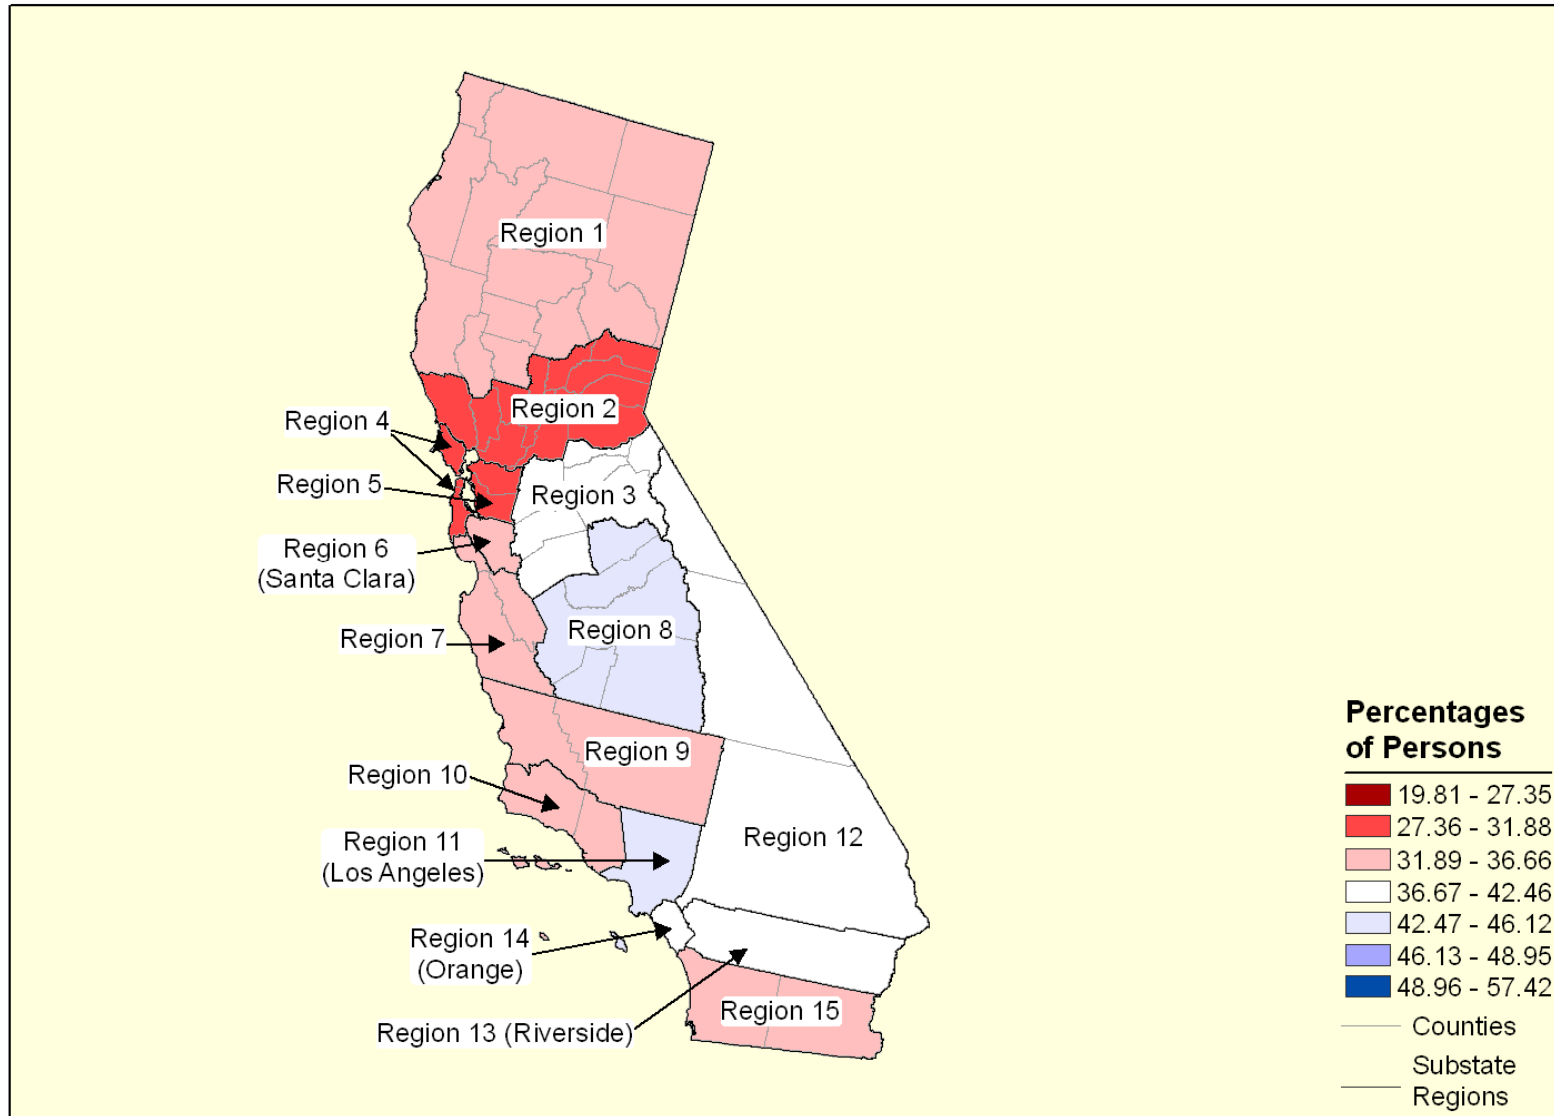 Region 1
Region 2
Region 4
Region 5
Region 3
Region 6
(Santa Clara)
Region 7
Region 8
Region 9
Region 10
Region 11
(Los Angeles)
Region 12
Region 14
(Orange)
Region 13 (Riverside)
Region 15
Percentages
of Persons
19.81 - 27.35
27.36 - 31.88
31.89 - 36.66
36.67 - 42.46
42.47 - 46.12
46.13 - 48.95
48.96 - 57.42
Counties
Substate
Regions